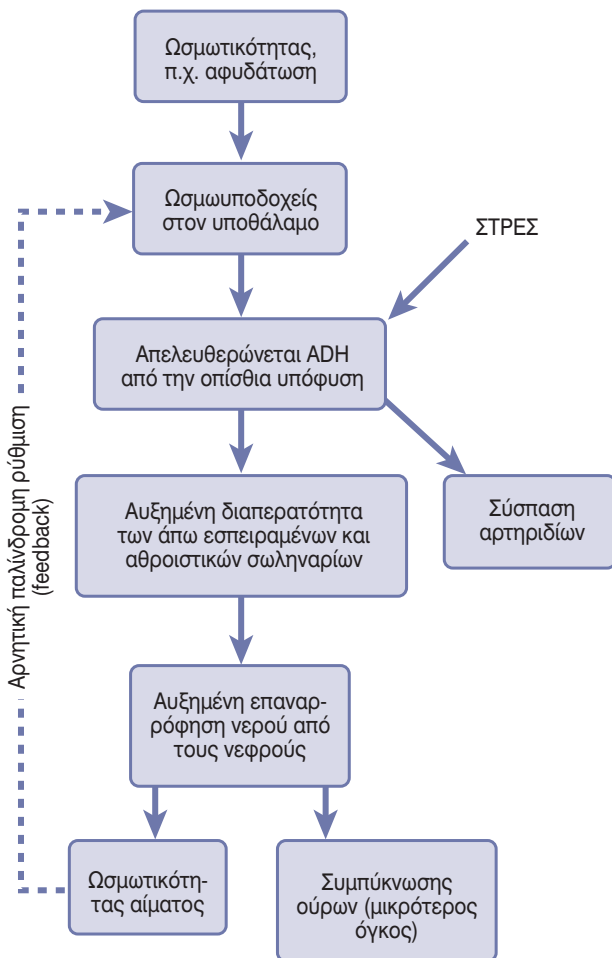 Ωσμωτικότητας,
π.χ. αφυδάτωση
Ωσμωυποδοχείς
στον υποθάλαμο
ΣΤΡΕΣ
Απελευθερώνεται ADH
από την οπίσθια υπόφυση
Αυξημένη διαπερατότητα
των άπω εσπειραμένων και
αθροιστικών σωληναρίων
Σύσπαση
αρτηριδίων
Αρνητική παλίνδρομη ρύθμιση
(feedback)
Αυξημένη επαναρ-
ρόφηση νερού από
τους νεφρούς
Ωσμωτικότη-
τας αίματος
Συμπύκνωσης
ούρων (μικρότερος
όγκος)